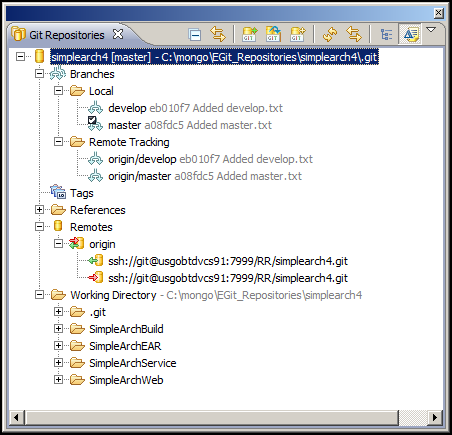 Git Repositories
simplearch4 [master] - C:\mongo\EGit_Repositories\simplearch4\.git
Branches
Local
develop eb010f7 Added develop.txt
master a08fdc5 Added master.txt
Remote Tracking
origin/develop eb010f7 Added develop.txt
origin/master a08fdc5 Added master.txt
Tags
References
Remotes
origin
ssh://git@usgobtdvcs91:7999/RR/simplearch4.git
ssh://git@usgobtdvcs91:7999/RR/simplearch4.git
Working Directory - C:\mongo\EGit_Repositories\simplearch4
.git
SimpleArchBuild
SimpleArchEAR
SimpleArchService
SimpleArchWeb